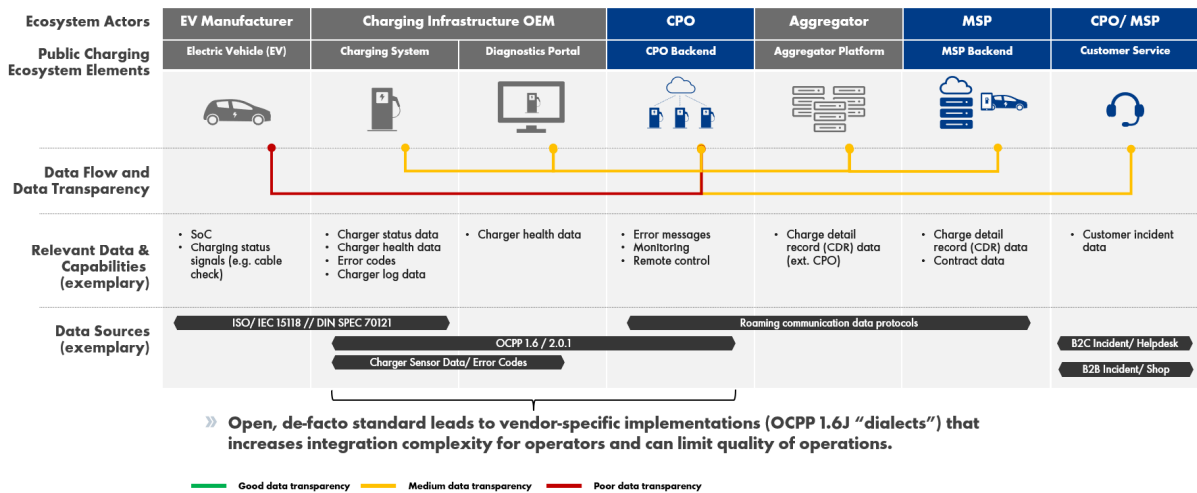 Ecosystem Actors
EV Manufacturer
Charging Infrastructure OEM
CPO
Aggregator
MSP
CPO/ MSP
Public Charging
Ecosystem Elements
Electric Vehicle (EV)
Charging System
Diagnostics Portal
CPO Backend
Aggregator Platform
MSP Backend
Customer Service
Data Flow and
Data Transparency
Relevant Data &
Capabilities
(exemplary)
• SoC
• Charging status
signals (e.g. cable
check)
• Charger status data
• Charger health data
• Error codes
• Charger log data
• Charger health data
• Error messages
• Monitoring
• Remote control
• Charge detail
record (CDR) data
(ext. CPO)
• Charge detail
record (CDR) data
• Contract data
• Customer incident
data
Data Sources
(exemplary)
ISO/ IEC 15118 // DIN SPEC 70121
Roaming communication data protocols
OCPP 1.6 / 2.0.1
B2C Incident/ Helpdesk
Charger Sensor Data/ Error Codes
B2B Incident/ Shop
» Open, de-facto standard leads to vendor-specific implementations (OCPP 1.6J “dialects”) that
increases integration complexity for operators and can limit quality of operations.
Good data transparency
Medium data transparency
Poor data transparency